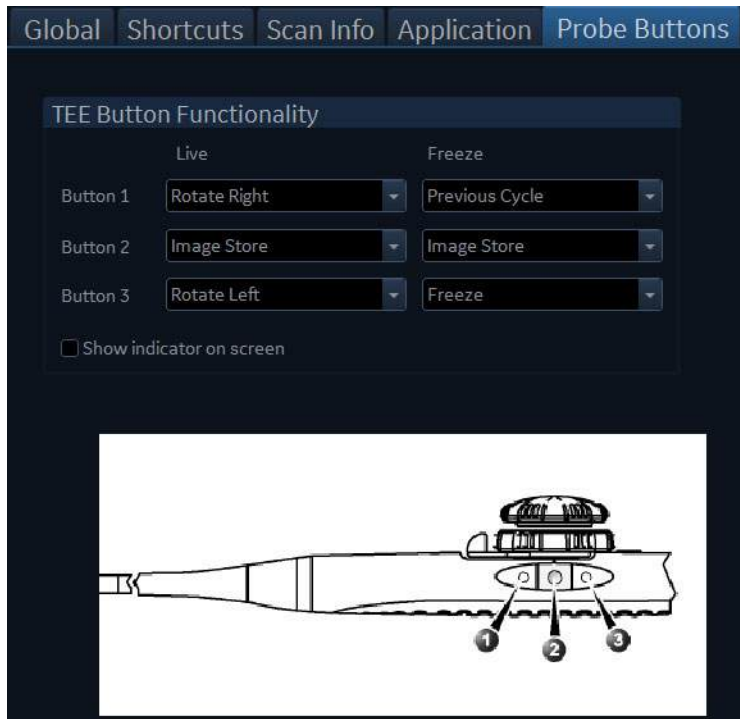 Global Shortcuts Scan Info Application Probe Buttons
TEE Button Functionality
Live Freeze
Button 1 Rotate Right Previous Cycle
Button 2 Image Store Image Store
Button 3 Rotate Left Freeze
Show indicator on screen
1 2 3